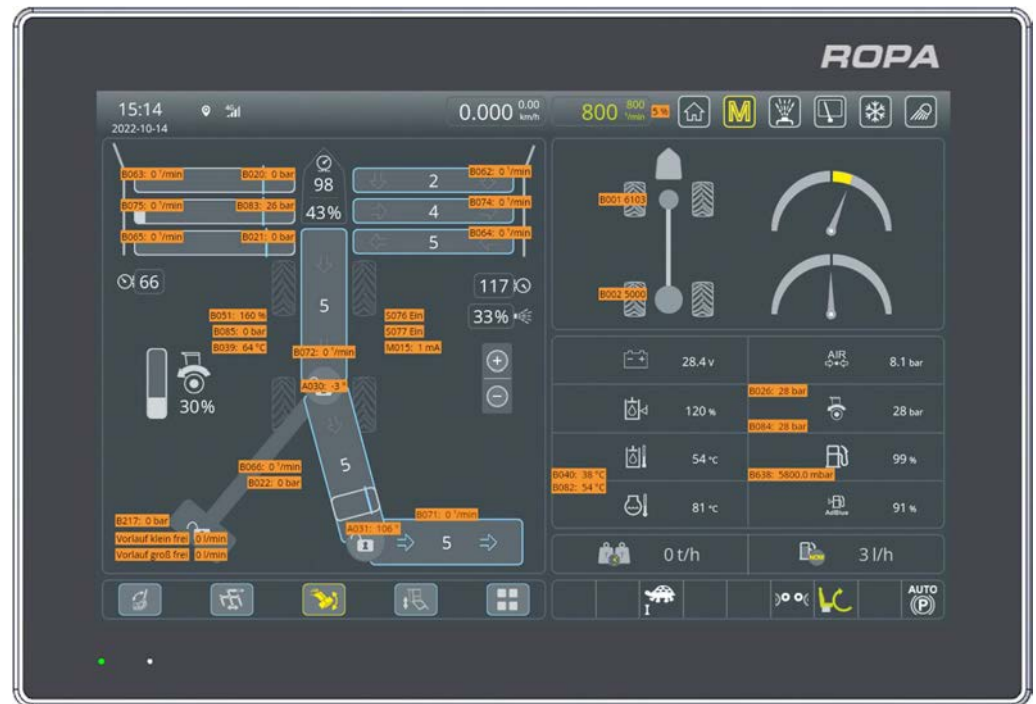 ROPA
15:14
2022-10-14
4G
0.000 0.00 km/h
800 800 ¹/min 5 %
M
B063: 0 ¹/min B020: 0 bar
98
2
B062: 0 ¹/min
B075: 0 ¹/min B083: 26 bar
43%
4
B074: 0 ¹/min
B065: 0 ¹/min B021: 0 bar
5
B064: 0 ¹/min
66
117
5
33%
B051: 160 %
S076 Ein
B085: 0 bar
S077 Ein
B039: 64 °C
M015: 1 mA
B072: 0 ¹/min
A030: -3 °
30%
5
B066: 0 ¹/min
B022: 0 bar
B217: 0 bar
Vorlauf klein frei 0 l/min
Vorlauf groß frei 0 l/min
A031: 106 °
B071: 0 ¹/min
5
B001 6103
B002 5000
28.4 V
AIR
8.1 bar
B026: 28 bar
120 %
28 bar
B084: 28 bar
54 °C
99 %
B040: 38 °C
B638: 5800.0 mbar
B082: 54 °C
81 °C
AdBlue
91 %
0 t/h
3 l/h
I
AUTO
P